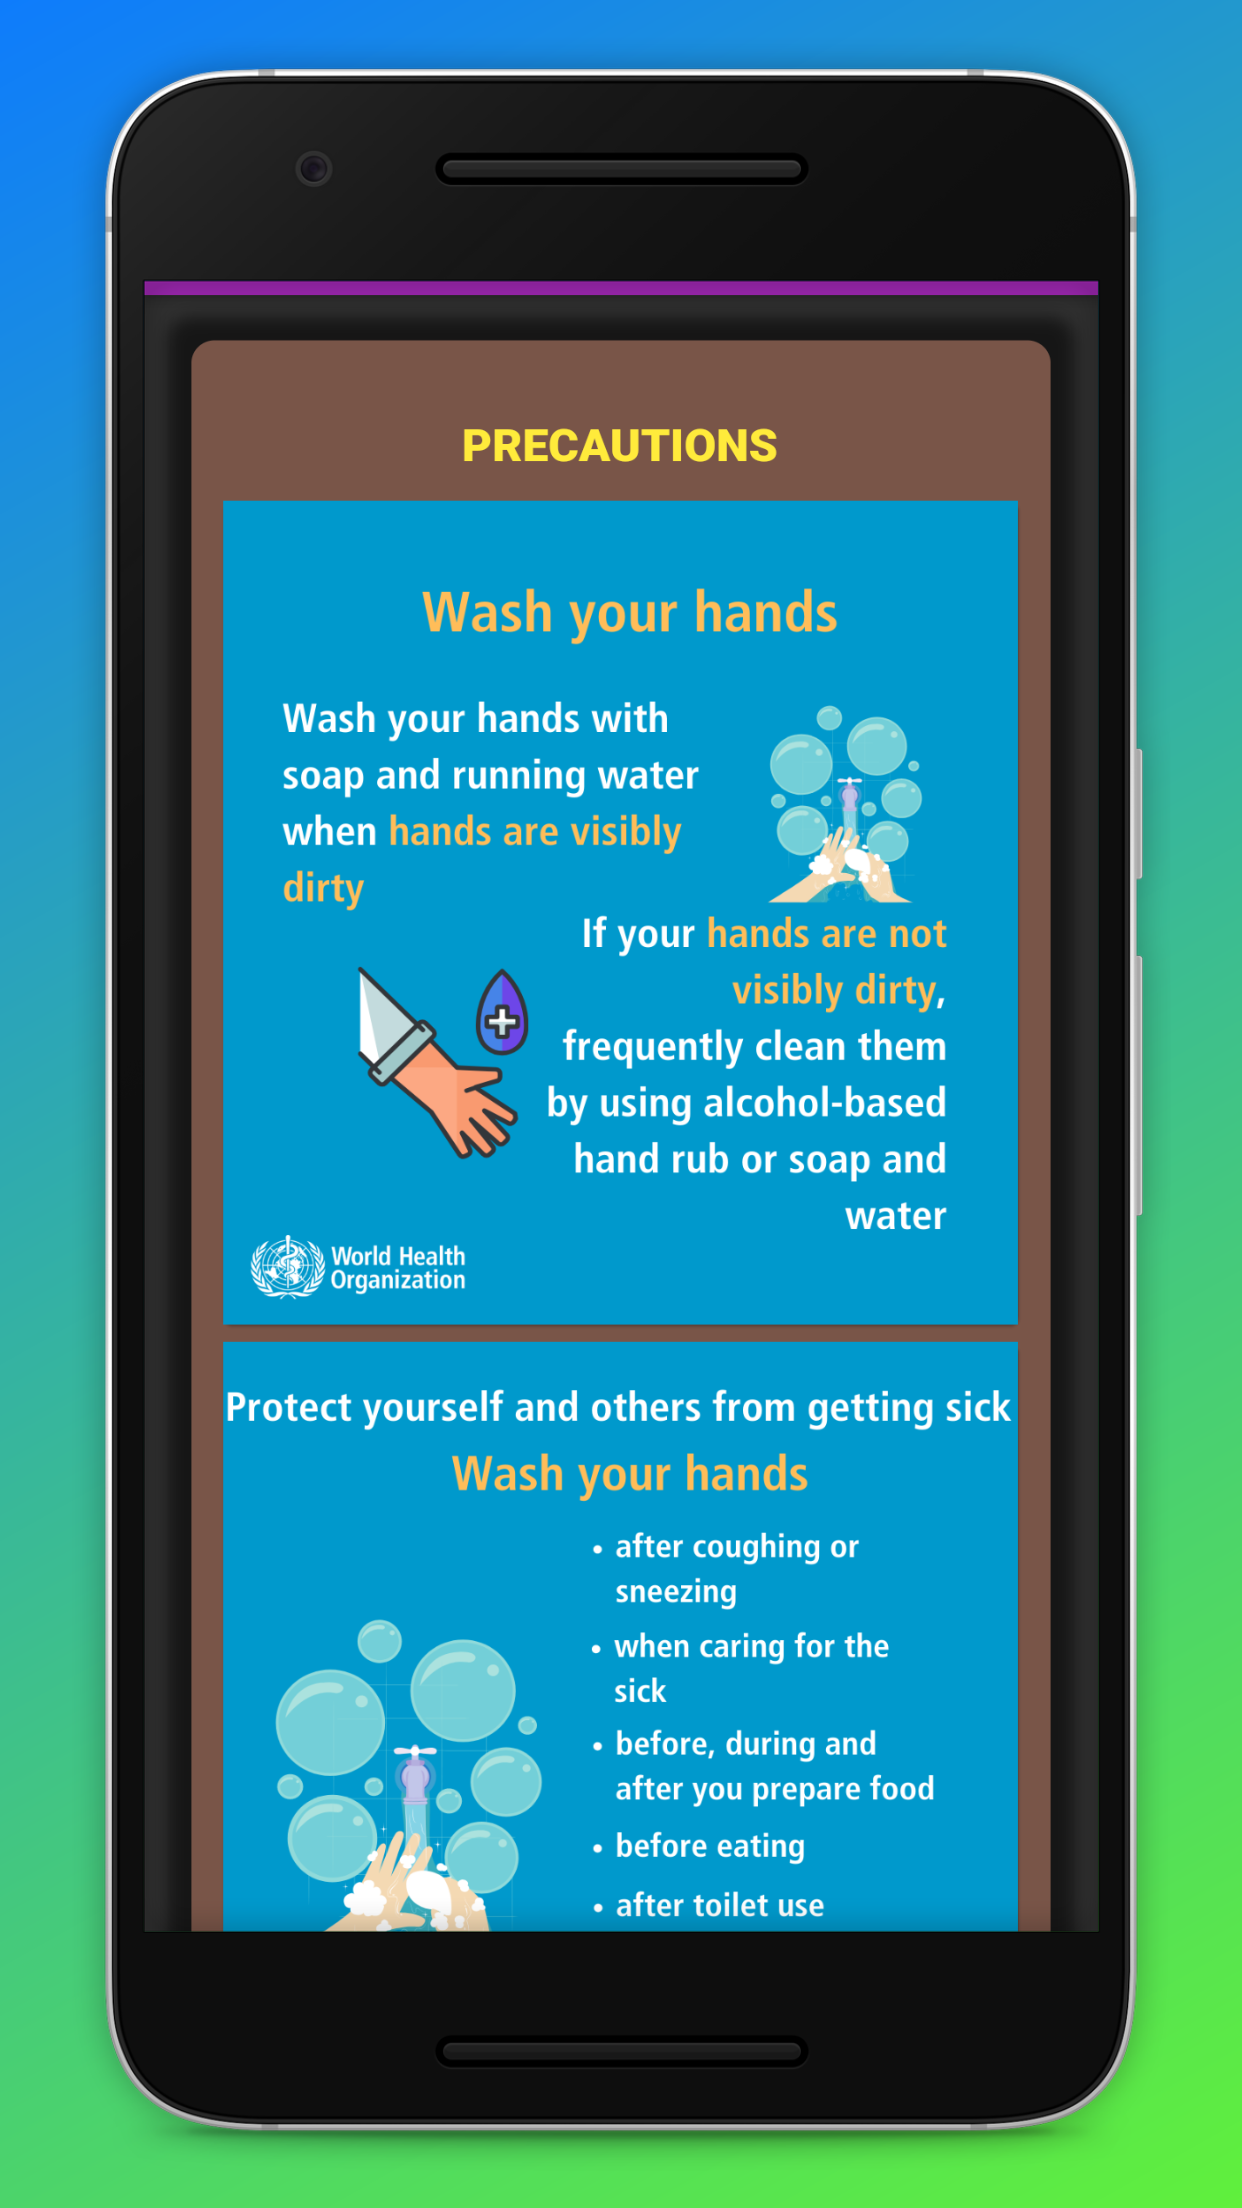 PRECAUTIONS
Wash your hands
Wash your hands with
soap and running water
when hands are visibly
dirty
If your hands are not
visibly dirty,
frequently clean them
by using alcohol-based
hand rub or soap and
water
World Health
Organization
Protect yourself and others from getting sick
Wash your hands
• after coughing or
sneezing
• when caring for the
sick
• before, during and
after you prepare food
• before eating
• after toilet use